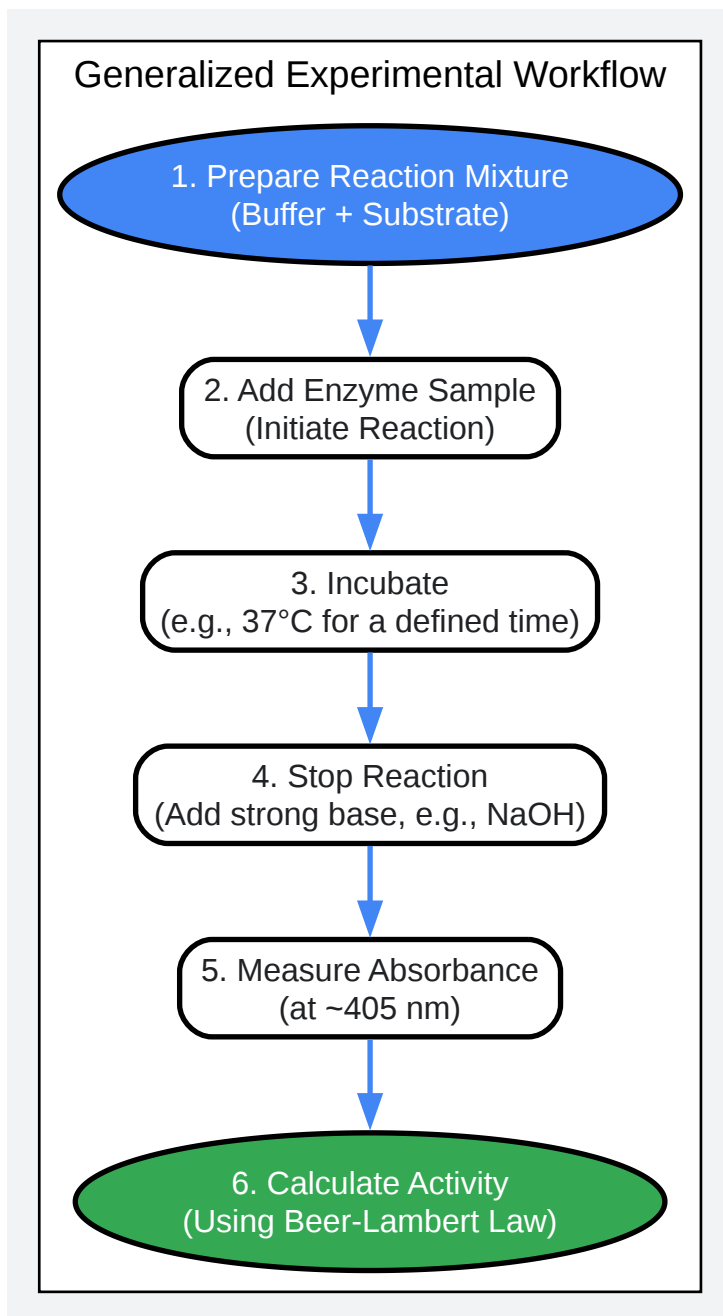 Generalized Experimental Workflow
1. Prepare Reaction Mixture
(Buffer + Substrate)
2. Add Enzyme Sample
(Initiate Reaction)
3. Incubate
(e.g., 37°C for a defined time)
4. Stop Reaction
(Add strong base, e.g., NaOH)
5. Measure Absorbance
(at ~405 nm)
6. Calculate Activity
(Using Beer-Lambert Law)